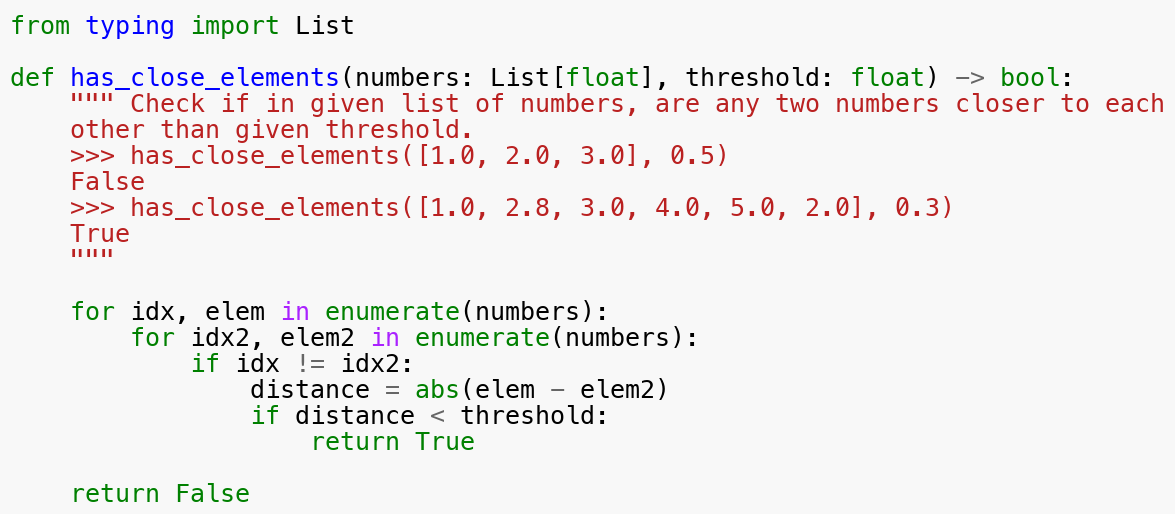 from typing import List

def has_close_elements(numbers: List[float], threshold: float) -> bool:
    """ Check if in given list of numbers, are any two numbers closer to each
    other than given threshold.
    >>> has_close_elements([1.0, 2.0, 3.0], 0.5)
    False
    >>> has_close_elements([1.0, 2.8, 3.0, 4.0, 5.0, 2.0], 0.3)
    True
    """

    for idx, elem in enumerate(numbers):
        for idx2, elem2 in enumerate(numbers):
            if idx != idx2:
                distance = abs(elem - elem2)
                if distance < threshold:
                    return True

    return False